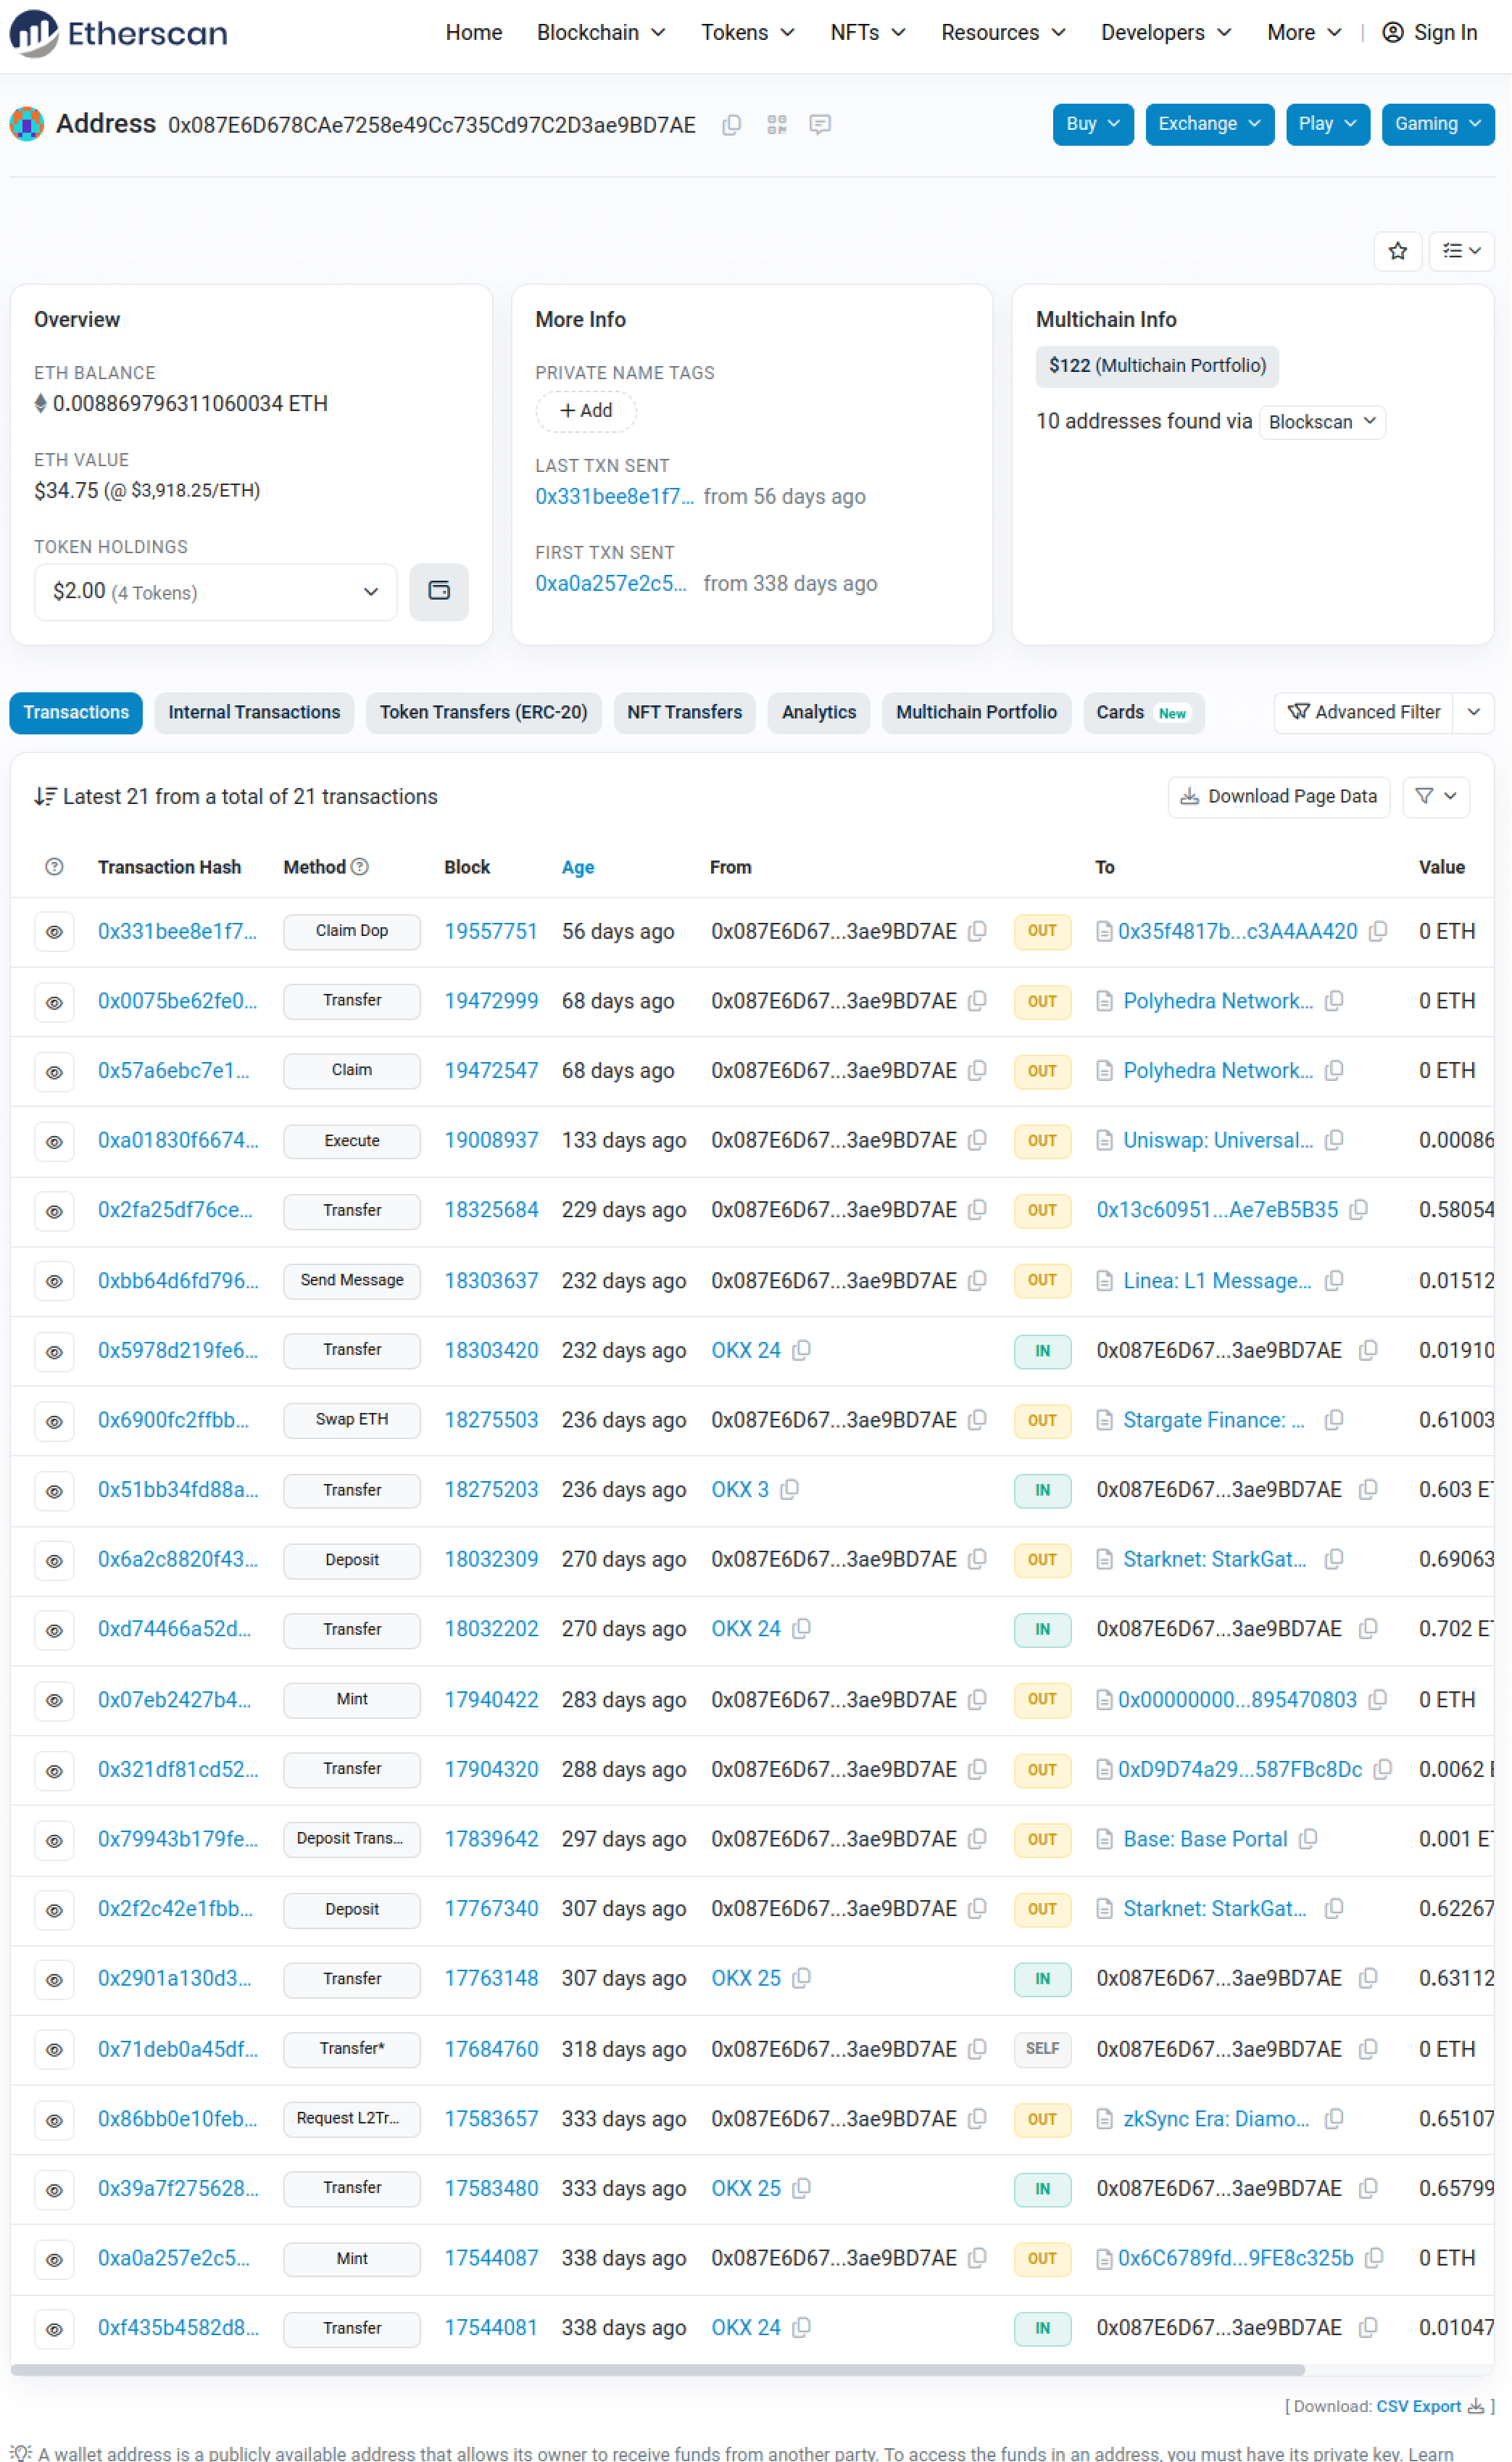 Etherscan
Home Blockchain Tokens NFTs Resources Developers More | Sign In
Address 0x087E6D678CAe7258e49Cc735Cd97C2D3ae9BD7AE
Buy Exchange Play Gaming
Overview
ETH BALANCE
0.008869796311060034 ETH
ETH VALUE
$34.75 (@ $3,918.25/ETH)
TOKEN HOLDINGS
$2.00 (4 Tokens)
More Info
PRIVATE NAME TAGS
+ Add
LAST TXN SENT
0x331bee8e1f7... from 56 days ago
FIRST TXN SENT
0xa0a257e2c5... from 338 days ago
Multichain Info
$122 (Multichain Portfolio)
10 addresses found via Blockscan
Transactions Internal Transactions Token Transfers (ERC-20) NFT Transfers Analytics Multichain Portfolio Cards New Advanced Filter
Latest 21 from a total of 21 transactions Download Page Data
Transaction Hash Method Block Age From To Value
0x331bee8e1f7... Claim Dop 19557751 56 days ago 0x087E6D67...3ae9BD7AE OUT 0x35f4817b...c3A4AA420 0 ETH
0x0075be62fe0... Transfer 19472999 68 days ago 0x087E6D67...3ae9BD7AE OUT Polyhedra Network... 0 ETH
0x57a6ebc7e1... Claim 19472547 68 days ago 0x087E6D67...3ae9BD7AE OUT Polyhedra Network... 0 ETH
0xa01830f6674... Execute 19008937 133 days ago 0x087E6D67...3ae9BD7AE OUT Uniswap: Universal... 0.00086
0x2fa25df76ce... Transfer 18325684 229 days ago 0x087E6D67...3ae9BD7AE OUT 0x13c60951...Ae7eB5B35 0.58054
0xbb64d6fd796... Send Message 18303637 232 days ago 0x087E6D67...3ae9BD7AE OUT Linea: L1 Message... 0.01512
0x5978d219fe6... Transfer 18303420 232 days ago OKX 24 IN 0x087E6D67...3ae9BD7AE 0.01910
0x6900fc2ffbb... Swap ETH 18275503 236 days ago 0x087E6D67...3ae9BD7AE OUT Stargate Finance: ... 0.61003
0x51bb34fd88a... Transfer 18275203 236 days ago OKX 3 IN 0x087E6D67...3ae9BD7AE 0.603 ET
0x6a2c8820f43... Deposit 18032309 270 days ago 0x087E6D67...3ae9BD7AE OUT Starknet: StarkGat... 0.69063
0xd74466a52d... Transfer 18032202 270 days ago OKX 24 IN 0x087E6D67...3ae9BD7AE 0.702 ET
0x07eb2427b4... Mint 17940422 283 days ago 0x087E6D67...3ae9BD7AE OUT 0x00000000...895470803 0 ETH
0x321df81cd52... Transfer 17904320 288 days ago 0x087E6D67...3ae9BD7AE OUT 0xD9D74a29...587FBc8Dc 0.0062 E
0x79943b179fe... Deposit Trans... 17839642 297 days ago 0x087E6D67...3ae9BD7AE OUT Base: Base Portal 0.001 ET
0x2f2c42e1fbb... Deposit 17767340 307 days ago 0x087E6D67...3ae9BD7AE OUT Starknet: StarkGat... 0.62267
0x2901a130d3... Transfer 17763148 307 days ago OKX 25 IN 0x087E6D67...3ae9BD7AE 0.63112
0x71deb0a45df... Transfer* 17684760 318 days ago 0x087E6D67...3ae9BD7AE SELF 0x087E6D67...3ae9BD7AE 0 ETH
0x86bb0e10feb... Request L2Tr... 17583657 333 days ago 0x087E6D67...3ae9BD7AE OUT zkSync Era: Diamo... 0.65107
0x39a7f275628... Transfer 17583480 333 days ago OKX 25 IN 0x087E6D67...3ae9BD7AE 0.65799
0xa0a257e2c5... Mint 17544087 338 days ago 0x087E6D67...3ae9BD7AE OUT 0x6C6789fd...9FE8c325b 0 ETH
0xf435b4582d8... Transfer 17544081 338 days ago OKX 24 IN 0x087E6D67...3ae9BD7AE 0.01047
[ Download: CSV Export ]
A wallet address is a publicly available address that allows its owner to receive funds from another party. To access the funds in an address, you must have its private key. Learn